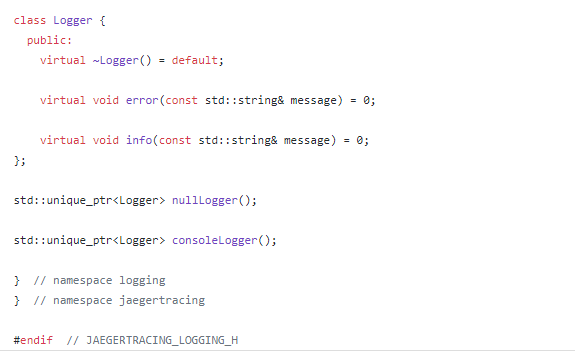 class Logger {
  public:
    virtual ~Logger() = default;

    virtual void error(const std::string& message) = 0;

    virtual void info(const std::string& message) = 0;
};

std::unique_ptr<Logger> nullLogger();

std::unique_ptr<Logger> consoleLogger();

}  // namespace logging
}  // namespace jaegertracing

#endif  // JAEGERTRACING_LOGGING_H